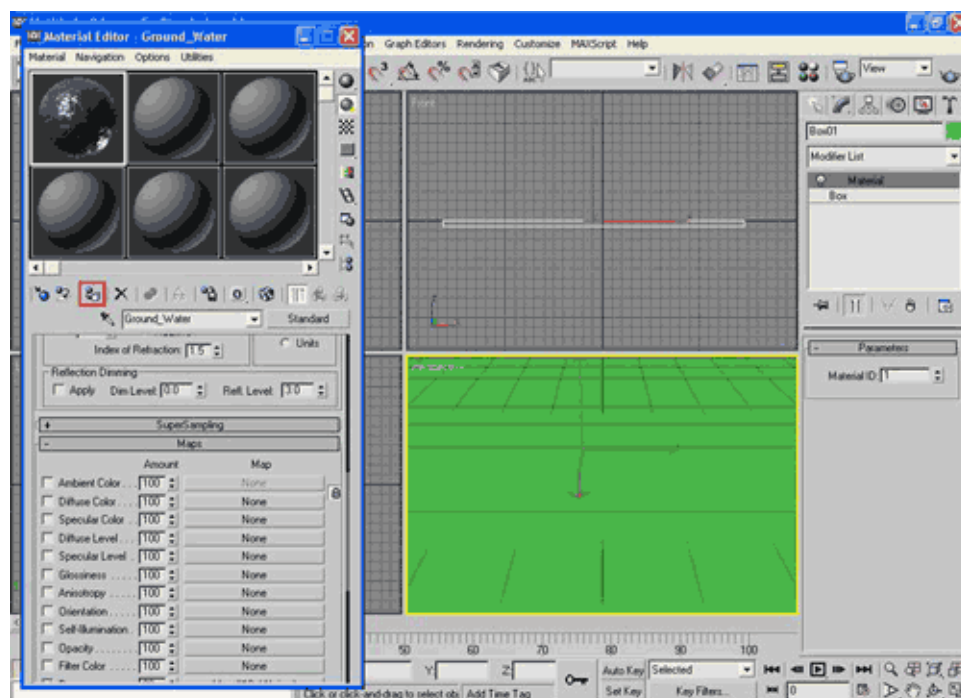 Material Editor : Ground_Water
Material Navigation Options Utilities
Graph Editors Rendering Customize MAXScript Help
View
Front
Box01
Modifier List
Material
Box
Ground_Water
Standard
Index of Refraction: 1.5
Units
Reflection Dimming
Apply Dim Level: 0.0 Refl. Level: 3.0
+ SuperSampling
- Maps
Amount Map
Ambient Color . . . 100 None
Diffuse Color . . . . 100 None
Specular Color . . 100 None
Diffuse Level . . . . 100 None
Specular Level . . 100 None
Glossiness . . . . . 100 None
Anisotropy . . . . . 100 None
Orientation . . . . . 100 None
Self-Illumination . 100 None
Opacity . . . . . . . 100 None
Filter Color . . . . . 100 None
- Parameters
Material ID: 1
50 60 70 80 90 100
Y: Z:
Auto Key Selected
Set Key Key Filters...
0
Click or click-and-drag to select obj Add Time Tag